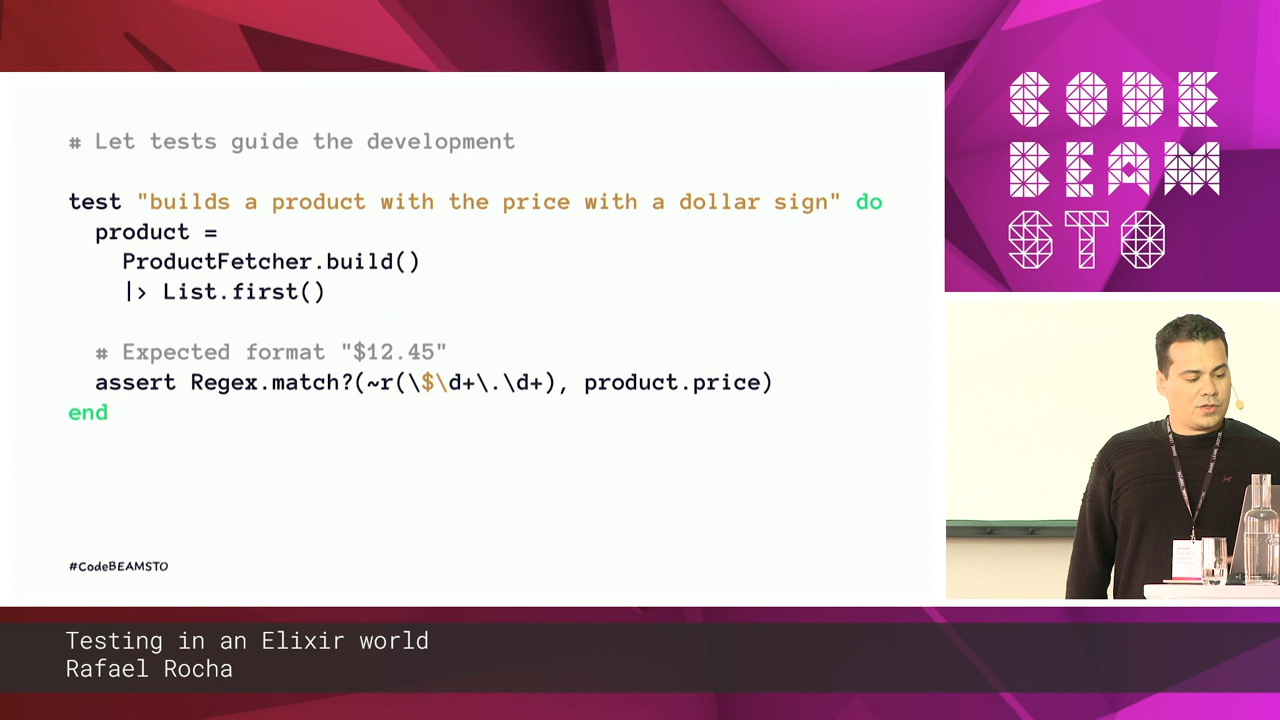 # Let tests guide the development
test "builds a product with the price with a dollar sign" do
product =
ProductFetcher.build()
|> List.first()
# Expected format "$12.45"
assert Regex.match?(~r(\$\d+\.\d+), product.price)
end
#CodeBEAMSTO
CODE
BEAM
STO
Testing in an Elixir world
Rafael Rocha